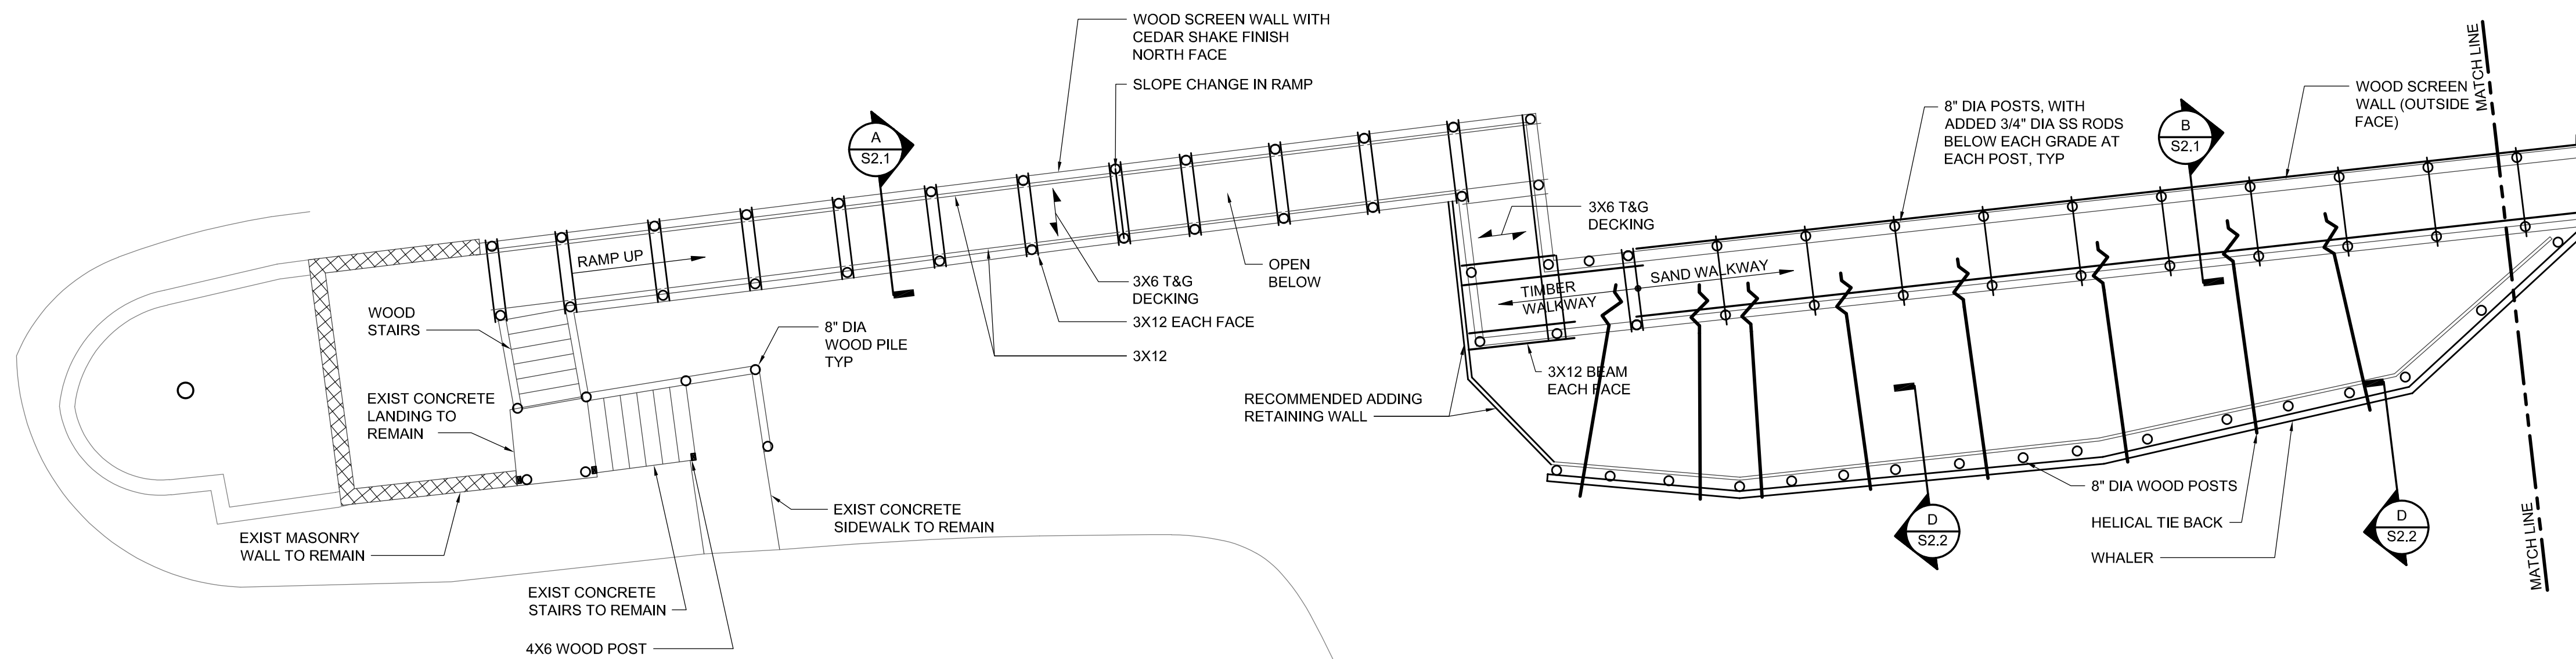 WOOD SCREEN WALL WITH
CEDAR SHAKE FINISH
NORTH FACE
SLOPE CHANGE IN RAMP
A
S2.1
RAMP UP
WOOD
STAIRS
EXIST CONCRETE
LANDING TO
REMAIN
EXIST MASONRY
WALL TO REMAIN
EXIST CONCRETE
STAIRS TO REMAIN
4X6 WOOD POST
8" DIA
WOOD PILE
TYP
EXIST CONCRETE
SIDEWALK TO REMAIN
3X6 T&G
DECKING
3X12 EACH FACE
3X12
OPEN
BELOW
RECOMMENDED ADDING
RETAINING WALL
3X6 T&G
DECKING
TIMBER
WALKWAY
SAND WALKWAY
3X12 BEAM
EACH FACE
8" DIA POSTS, WITH
ADDED 3/4" DIA SS RODS
BELOW EACH GRADE AT
EACH POST, TYP
B
S2.1
WOOD SCREEN
WALL (OUTSIDE
FACE)
MATCH LINE
D
S2.2
8" DIA WOOD POSTS
HELICAL TIE BACK
WHALER
D
S2.2
MATCH LINE